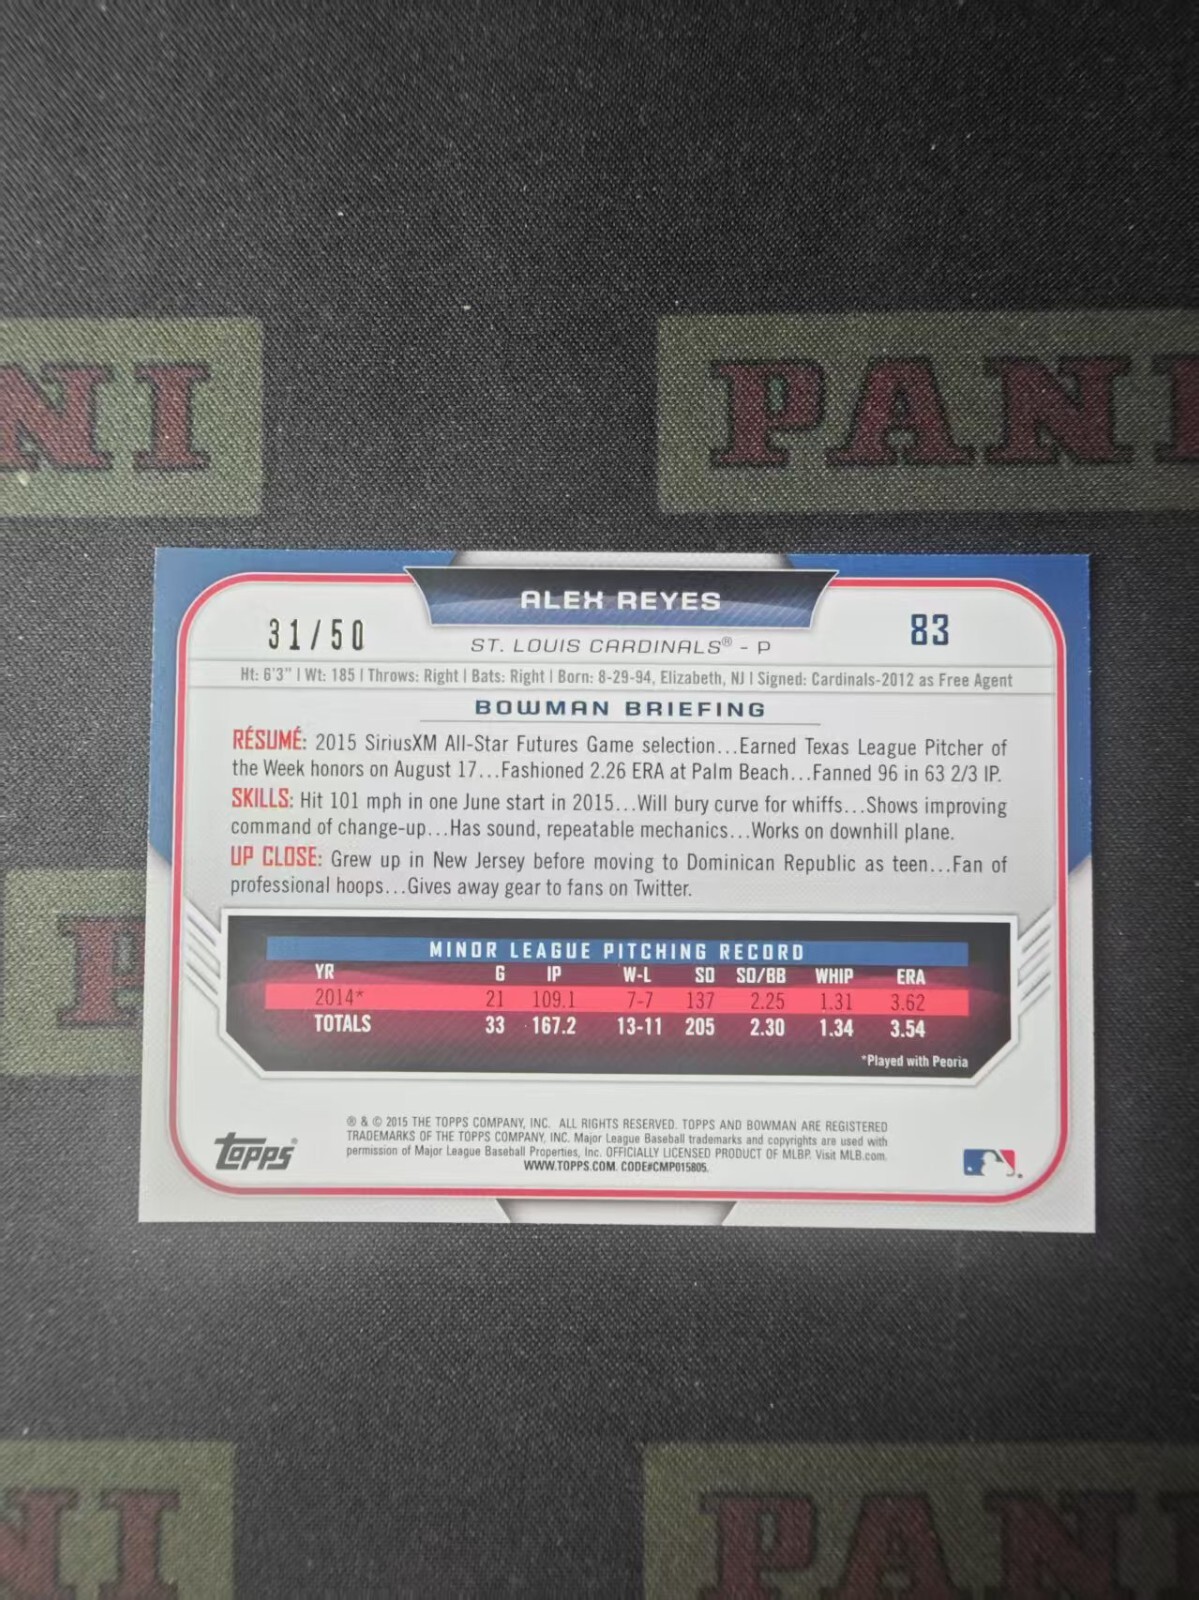 NI
PANI
ALEX REYES
31/50
83
ST. LOUIS CARDINALS® - P
Ht: 6'3" | Wt: 185 | Throws: Right | Bats: Right | Born: 8-29-94, Elizabeth, NJ | Signed: Cardinals-2012 as Free Agent
BOWMAN BRIEFING
RÉSUMÉ: 2015 SiriusXM All-Star Futures Game selection...Earned Texas League Pitcher of
the Week honors on August 17...Fashioned 2.26 ERA at Palm Beach...Fanned 96 in 63 2/3 IP.
SKILLS: Hit 101 mph in one June start in 2015...Will bury curve for whiffs...Shows improving
command of change-up...Has sound, repeatable mechanics...Works on downhill plane.
UP CLOSE: Grew up in New Jersey before moving to Dominican Republic as teen...Fan of
professional hoops...Gives away gear to fans on Twitter.
P
MINOR LEAGUE PITCHING RECORD
YR G IP W-L SO SO/BB WHIP ERA
2014* 21 109.1 7-7 137 2.25 1.31 3.62
TOTALS 33 167.2 13-11 205 2.30 1.34 3.54
*Played with Peoria
® & © 2015 THE TOPPS COMPANY, INC. ALL RIGHTS RESERVED. TOPPS AND BOWMAN ARE REGISTERED
TRADEMARKS OF THE TOPPS COMPANY, INC. Major League Baseball trademarks and copyrights are used with
permission of Major League Baseball Properties, Inc. OFFICIALLY LICENSED PRODUCT OF MLBP. Visit MLB.com.
WWW.TOPPS.COM. CODE#CMP015805.
Topps®
NI
PANI